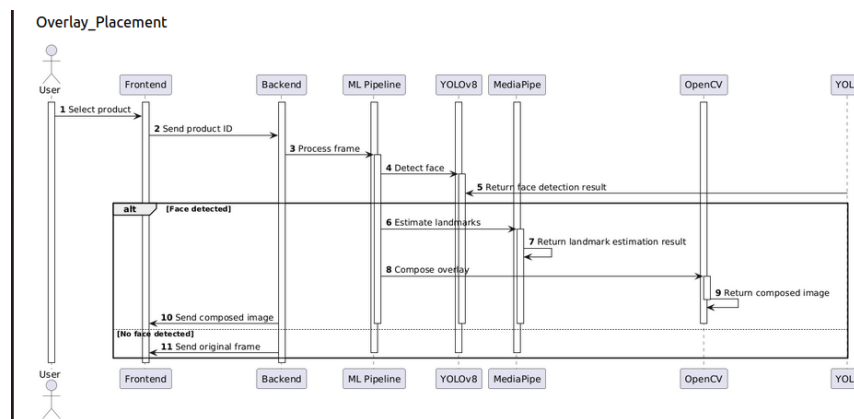 Overlay_Placement
User
Frontend
Backend
ML Pipeline
YOLOv8
MediaPipe
OpenCV
YOL
1 Select product
2 Send product ID
3 Process frame
4 Detect face
5 Return face detection result
alt [Face detected]
6 Estimate landmarks
7 Return landmark estimation result
8 Compose overlay
9 Return composed image
10 Send composed image
[No face detected]
11 Send original frame
User
Frontend
Backend
ML Pipeline
YOLOv8
MediaPipe
OpenCV
YOL